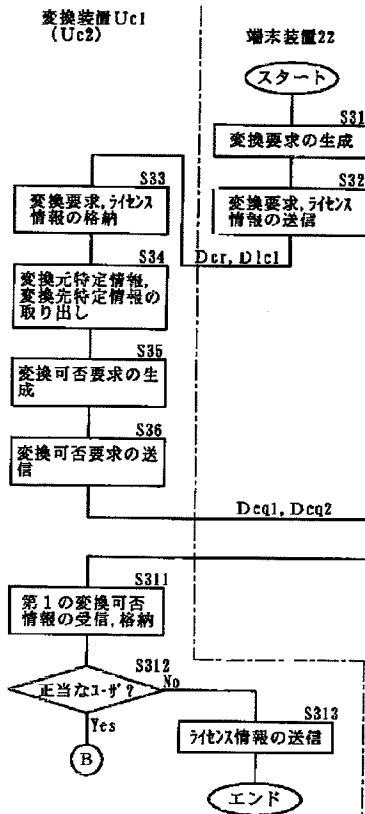 変換装置Uc1
(Uc2)
端末装置22
スタート
S31
変換要求の生成
S32
変換要求,ライセンス
情報の送信
Dcr, Dlc1
S33
変換要求,ライセンス
情報の格納
S34
変換元特定情報,
変換先特定情報の
取り出し
S35
変換可否要求の生
成
S36
変換可否要求の送
信
Dcq1, Dcq2
S311
第1の変換可否
情報の受信,格納
S312
正当なユーザ?
No
Yes
B
S313
ライセンス情報の送信
エンド